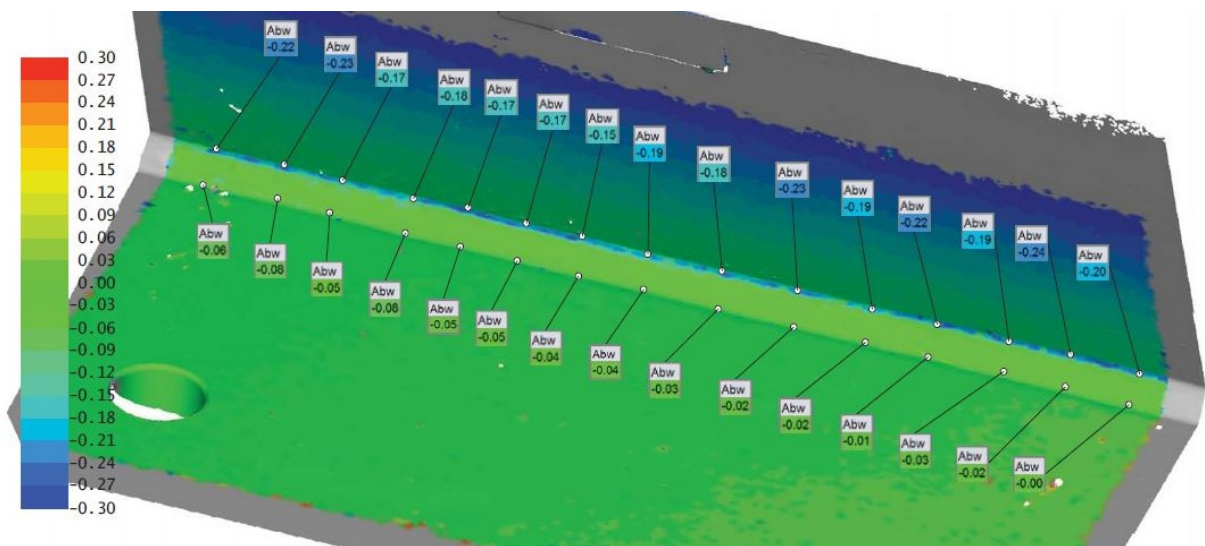 0.30
0.27
0.24
0.21
0.18
0.15
0.12
0.09
0.06
0.03
0.00
-0.03
-0.06
-0.09
-0.12
-0.15
-0.18
-0.21
-0.24
-0.27
-0.30
Abw
-0.22
Abw
-0.23
Abw
-0.17
Abw
-0.18
Abw
-0.17
Abw
-0.17
Abw
-0.15
Abw
-0.19
Abw
-0.18
Abw
-0.23
Abw
-0.19
Abw
-0.22
Abw
-0.19
Abw
-0.24
Abw
-0.20
Abw
-0.06
Abw
-0.08
Abw
-0.05
Abw
-0.08
Abw
-0.05
Abw
-0.05
Abw
-0.04
Abw
-0.04
Abw
-0.03
Abw
-0.02
Abw
-0.02
Abw
-0.01
Abw
-0.03
Abw
-0.02
Abw
-0.00